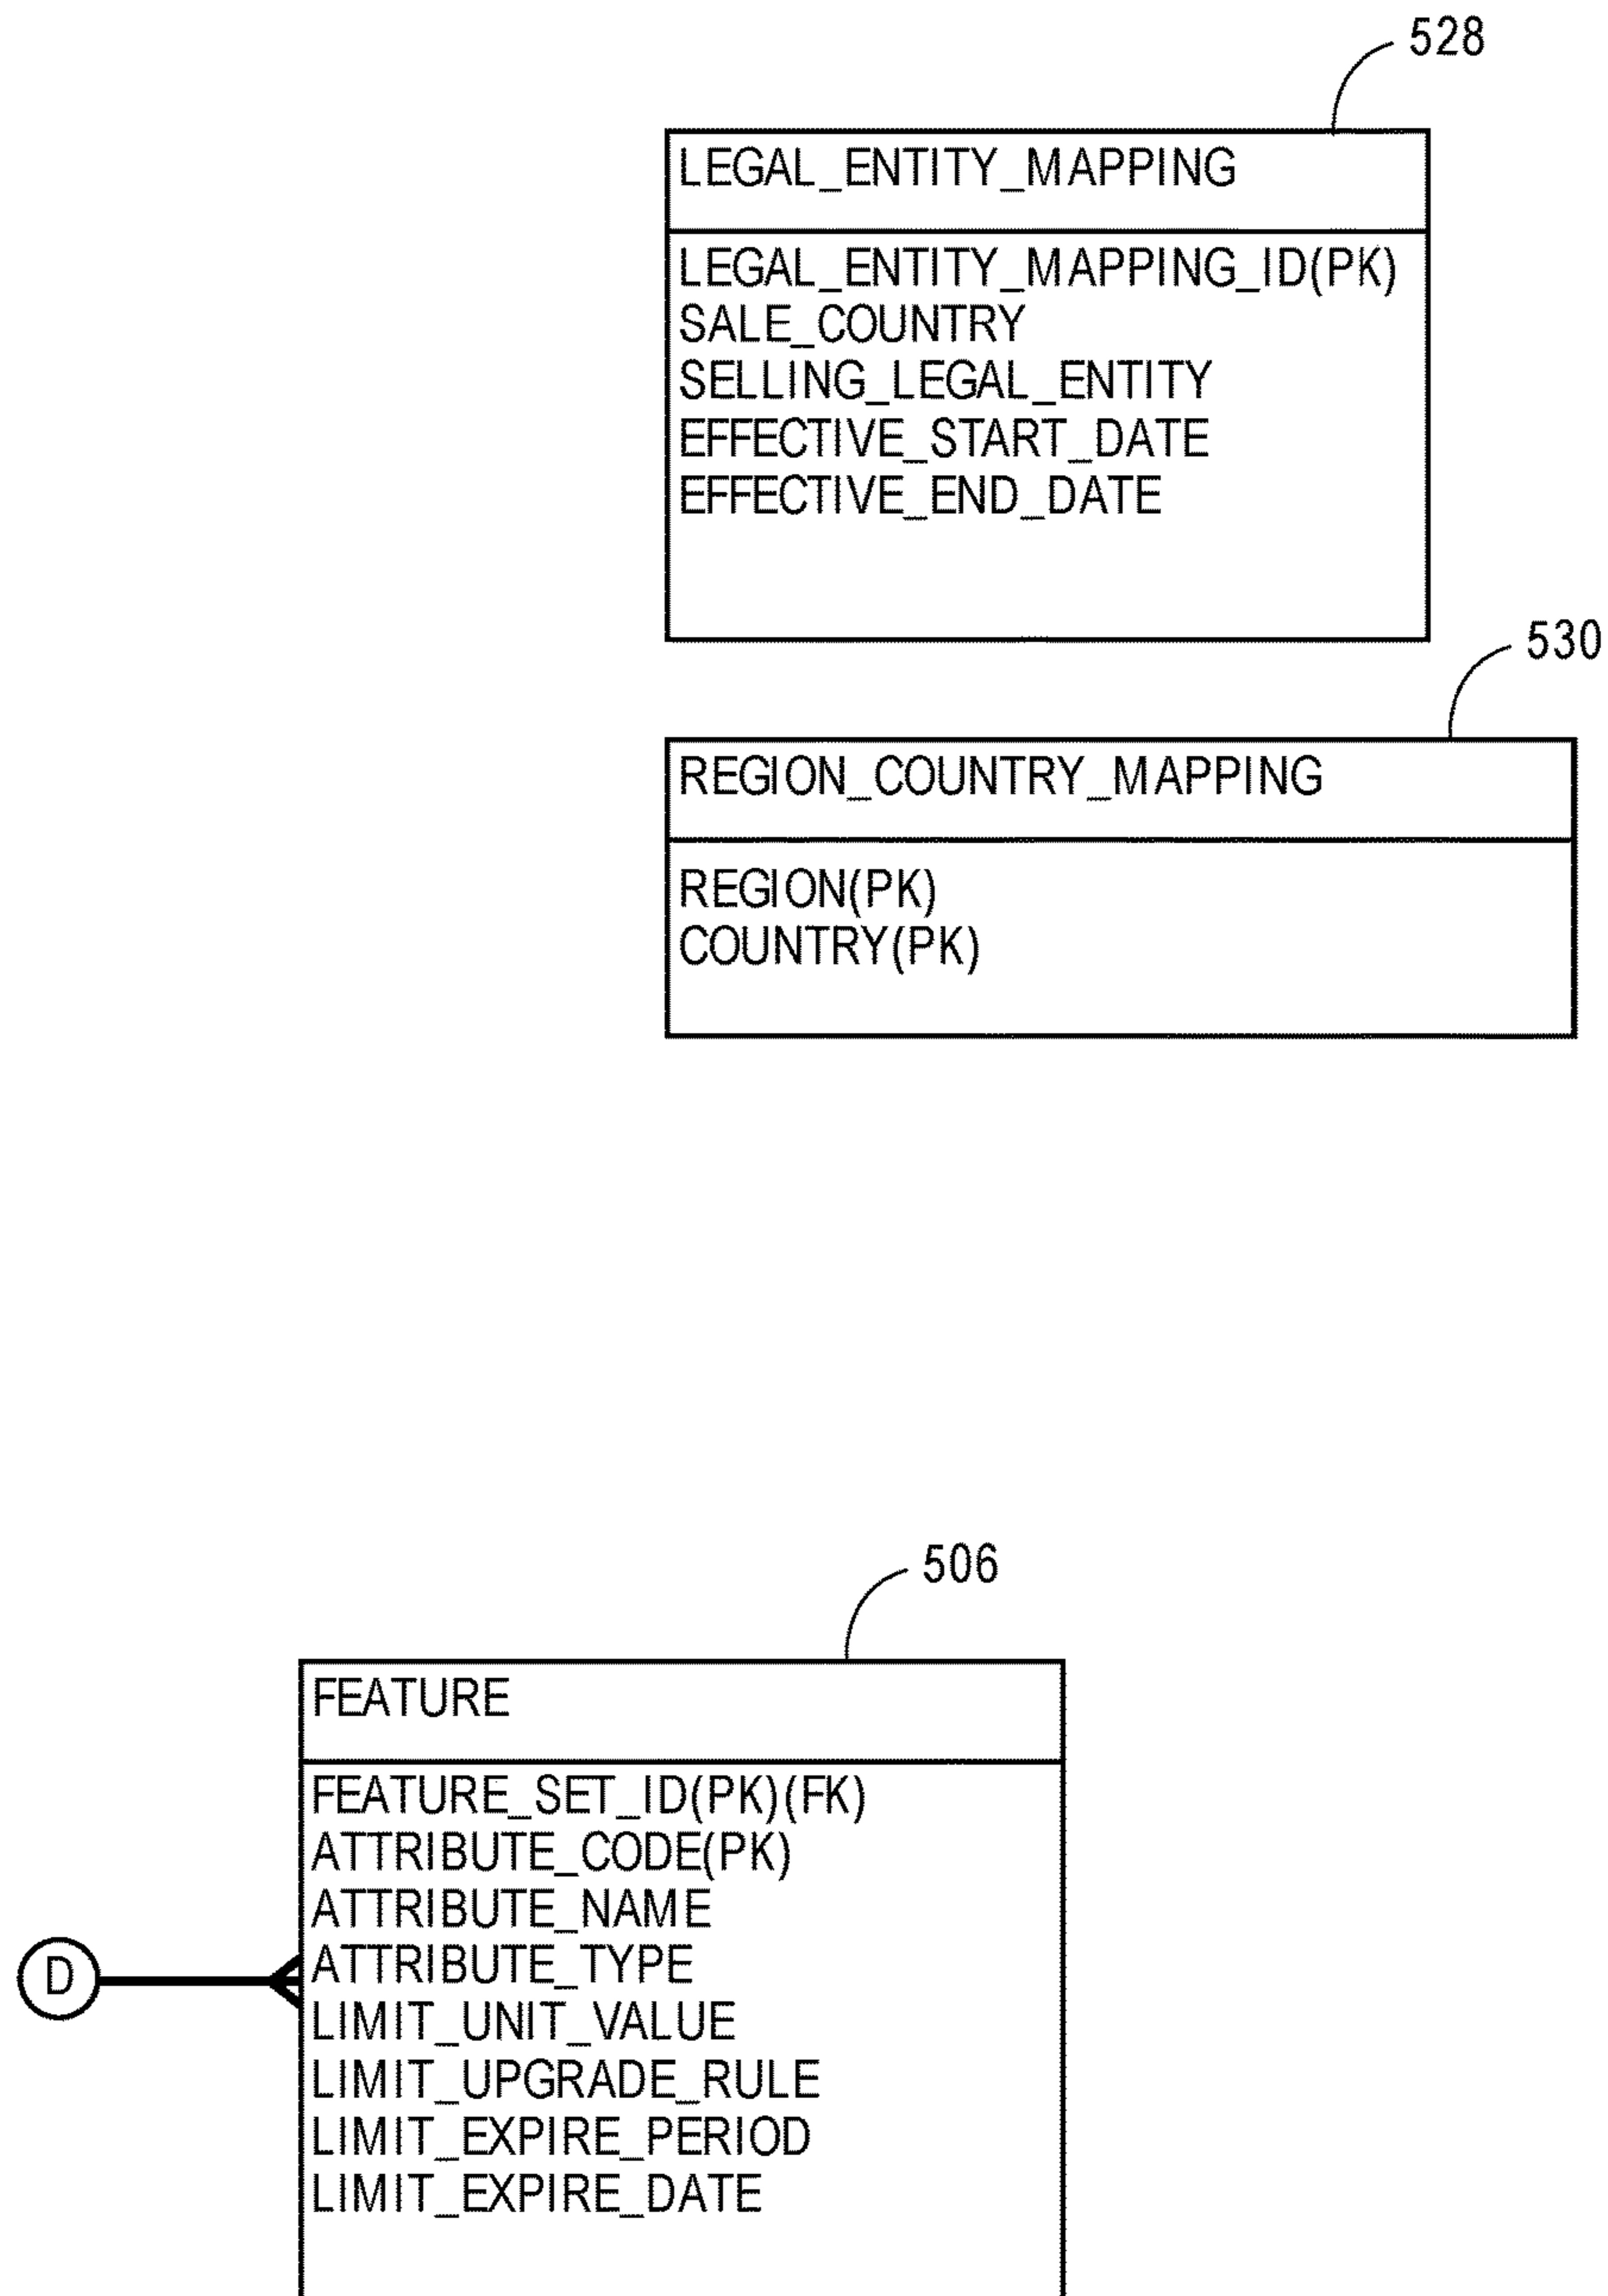 528
LEGAL_ENTITY_MAPPING
LEGAL_ENTITY_MAPPING_ID(PK)
SALE_COUNTRY
SELLING_LEGAL_ENTITY
EFFECTIVE_START_DATE
EFFECTIVE_END_DATE
530
REGION_COUNTRY_MAPPING
REGION(PK)
COUNTRY(PK)
506
FEATURE
FEATURE_SET_ID(PK)(FK)
ATTRIBUTE_CODE(PK)
ATTRIBUTE_NAME
ATTRIBUTE_TYPE
D
LIMIT_UNIT_VALUE
LIMIT_UPGRADE_RULE
LIMIT_EXPIRE_PERIOD
LIMIT_EXPIRE_DATE